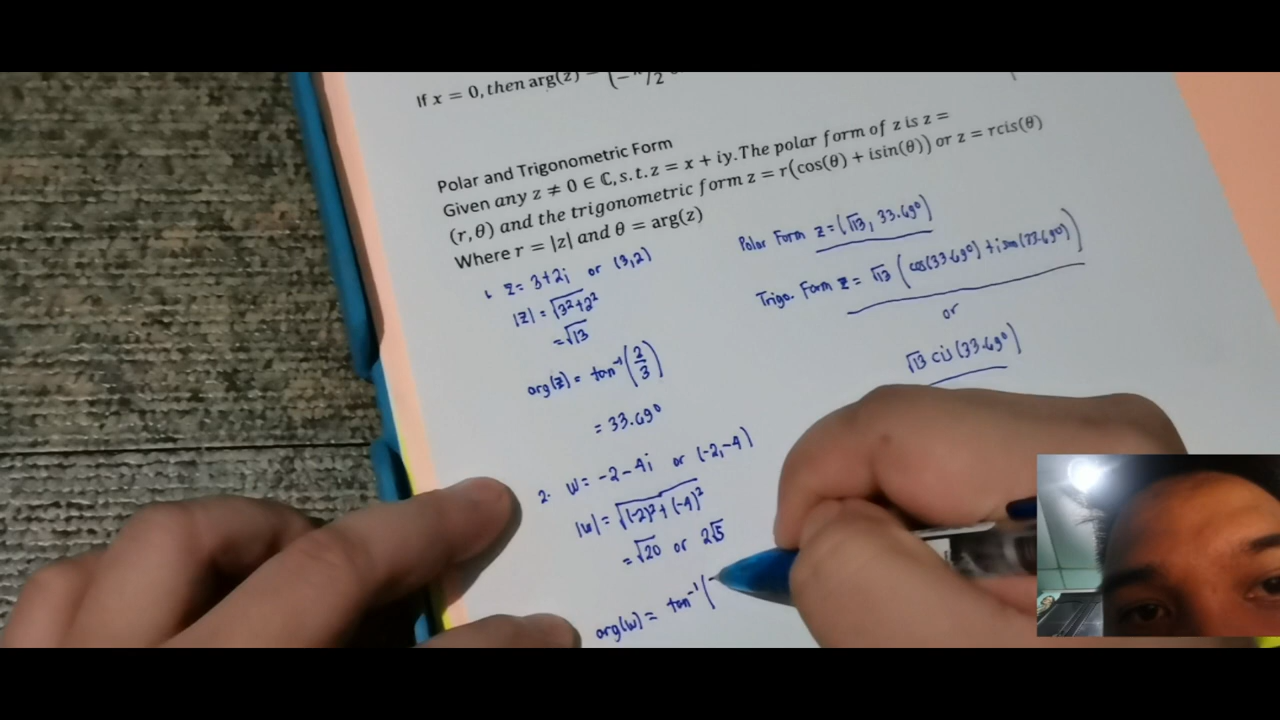 If x = 0, then arg(z) =
Polar and Trigonometric Form
Given any z ≠ 0 ∈ ℂ, s.t. z = x + iy. The polar form of z is z =
(r, θ) and the trigonometric form z = r(cos(θ) + isin(θ)) or z = rcis(θ)
Where r = |z| and θ = arg(z)
1. z = 3+2i or (3,2)
|z| = √3²+2²
= √13
arg(z) = tan⁻¹(2/3)
= 33.69°
Polar Form z = (√13, 33.69°)
Trigo. Form z = √13 (cos(33.69°) + i sin(33.69°))
or
√13 cis(33.69°)
2. w = -2-4i or (-2,-4)
|w| = √(-2)²+(-4)²
= √20 or 2√5
arg(w) = tan⁻¹(